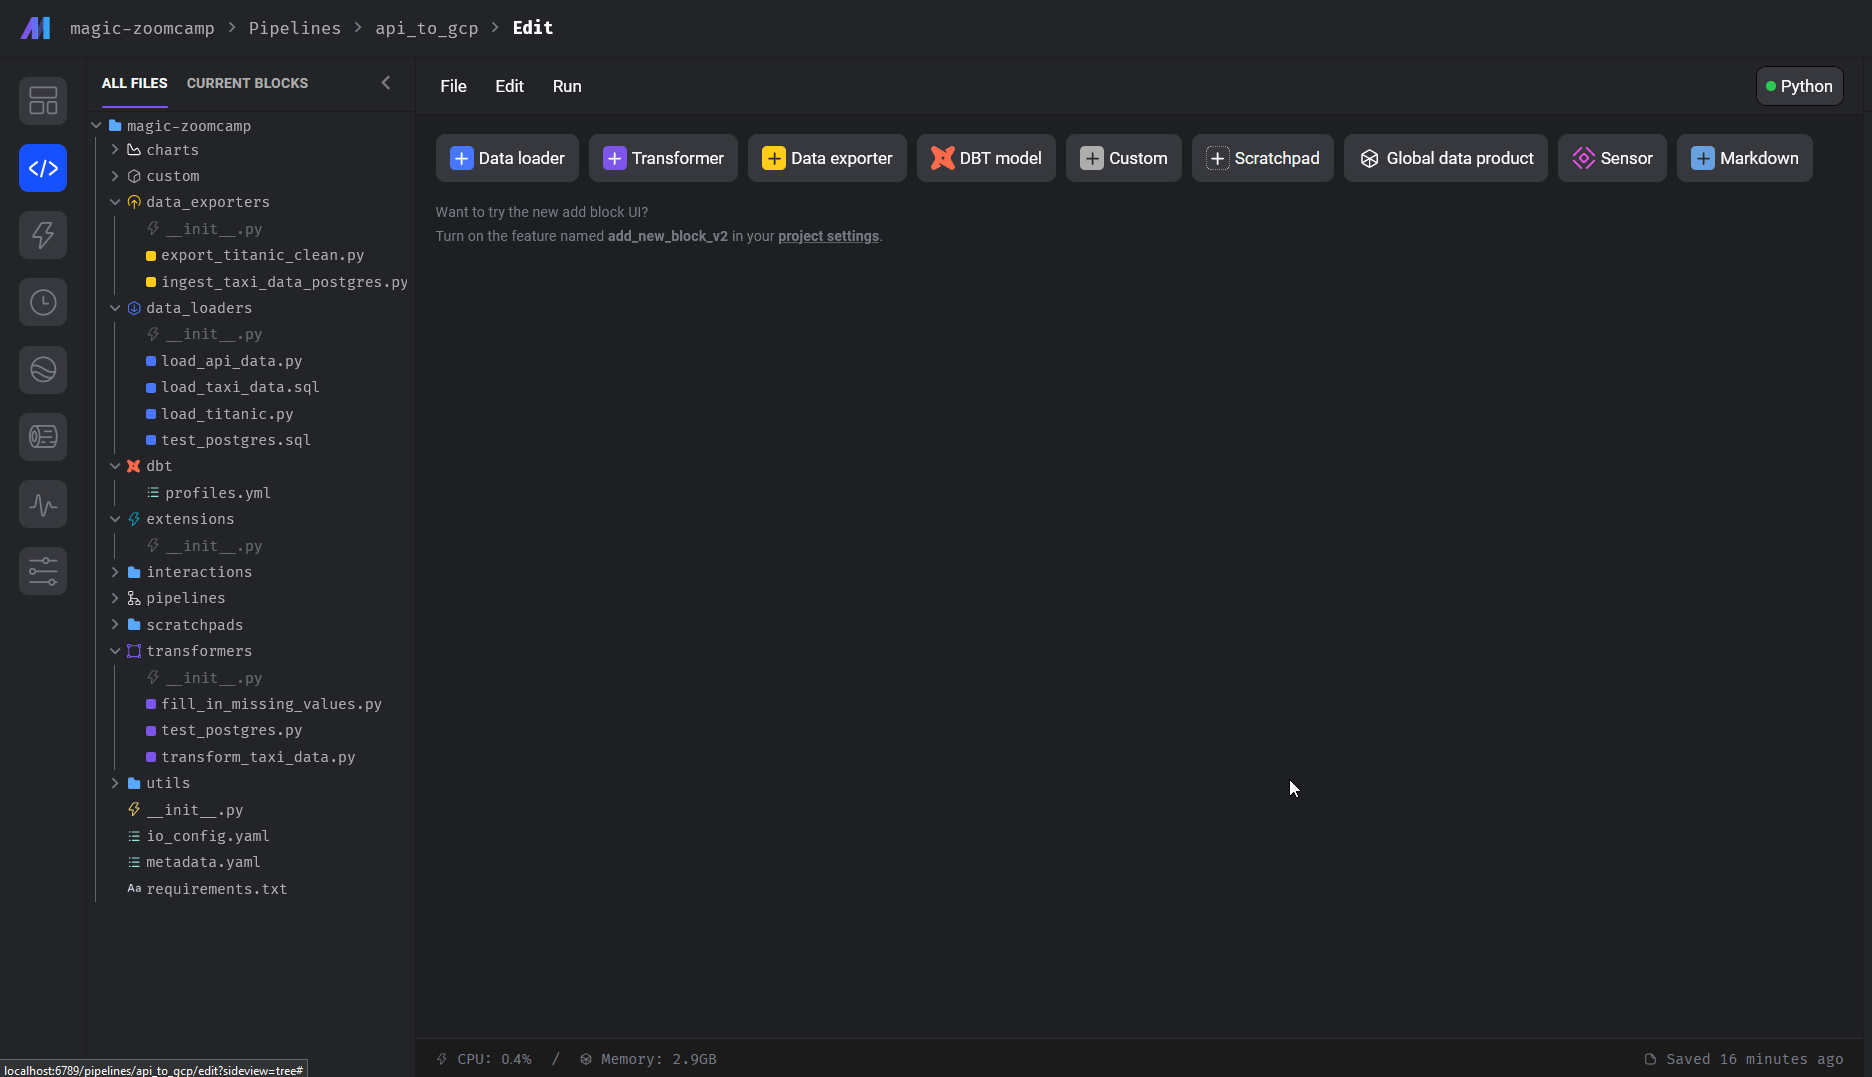 magic-zoomcamp > Pipelines > api_to_gcp > Edit
ALL FILES CURRENT BLOCKS
File Edit Run
Python
magic-zoomcamp
charts
custom
data_exporters
__init__.py
export_titanic_clean.py
ingest_taxi_data_postgres.py
data_loaders
__init__.py
load_api_data.py
load_taxi_data.sql
load_titanic.py
test_postgres.sql
dbt
profiles.yml
extensions
__init__.py
interactions
pipelines
scratchpads
transformers
__init__.py
fill_in_missing_values.py
test_postgres.py
transform_taxi_data.py
utils
__init__.py
io_config.yaml
metadata.yaml
Aa requirements.txt
Data loader Transformer Data exporter DBT model Custom Scratchpad Global data product Sensor Markdown
Want to try the new add block UI?
Turn on the feature named add_new_block_v2 in your project settings.
CPU: 0.4% / Memory: 2.9GB
Saved 16 minutes ago
localhost:6789/pipelines/api_to_gcp/edit?sideview=tree#